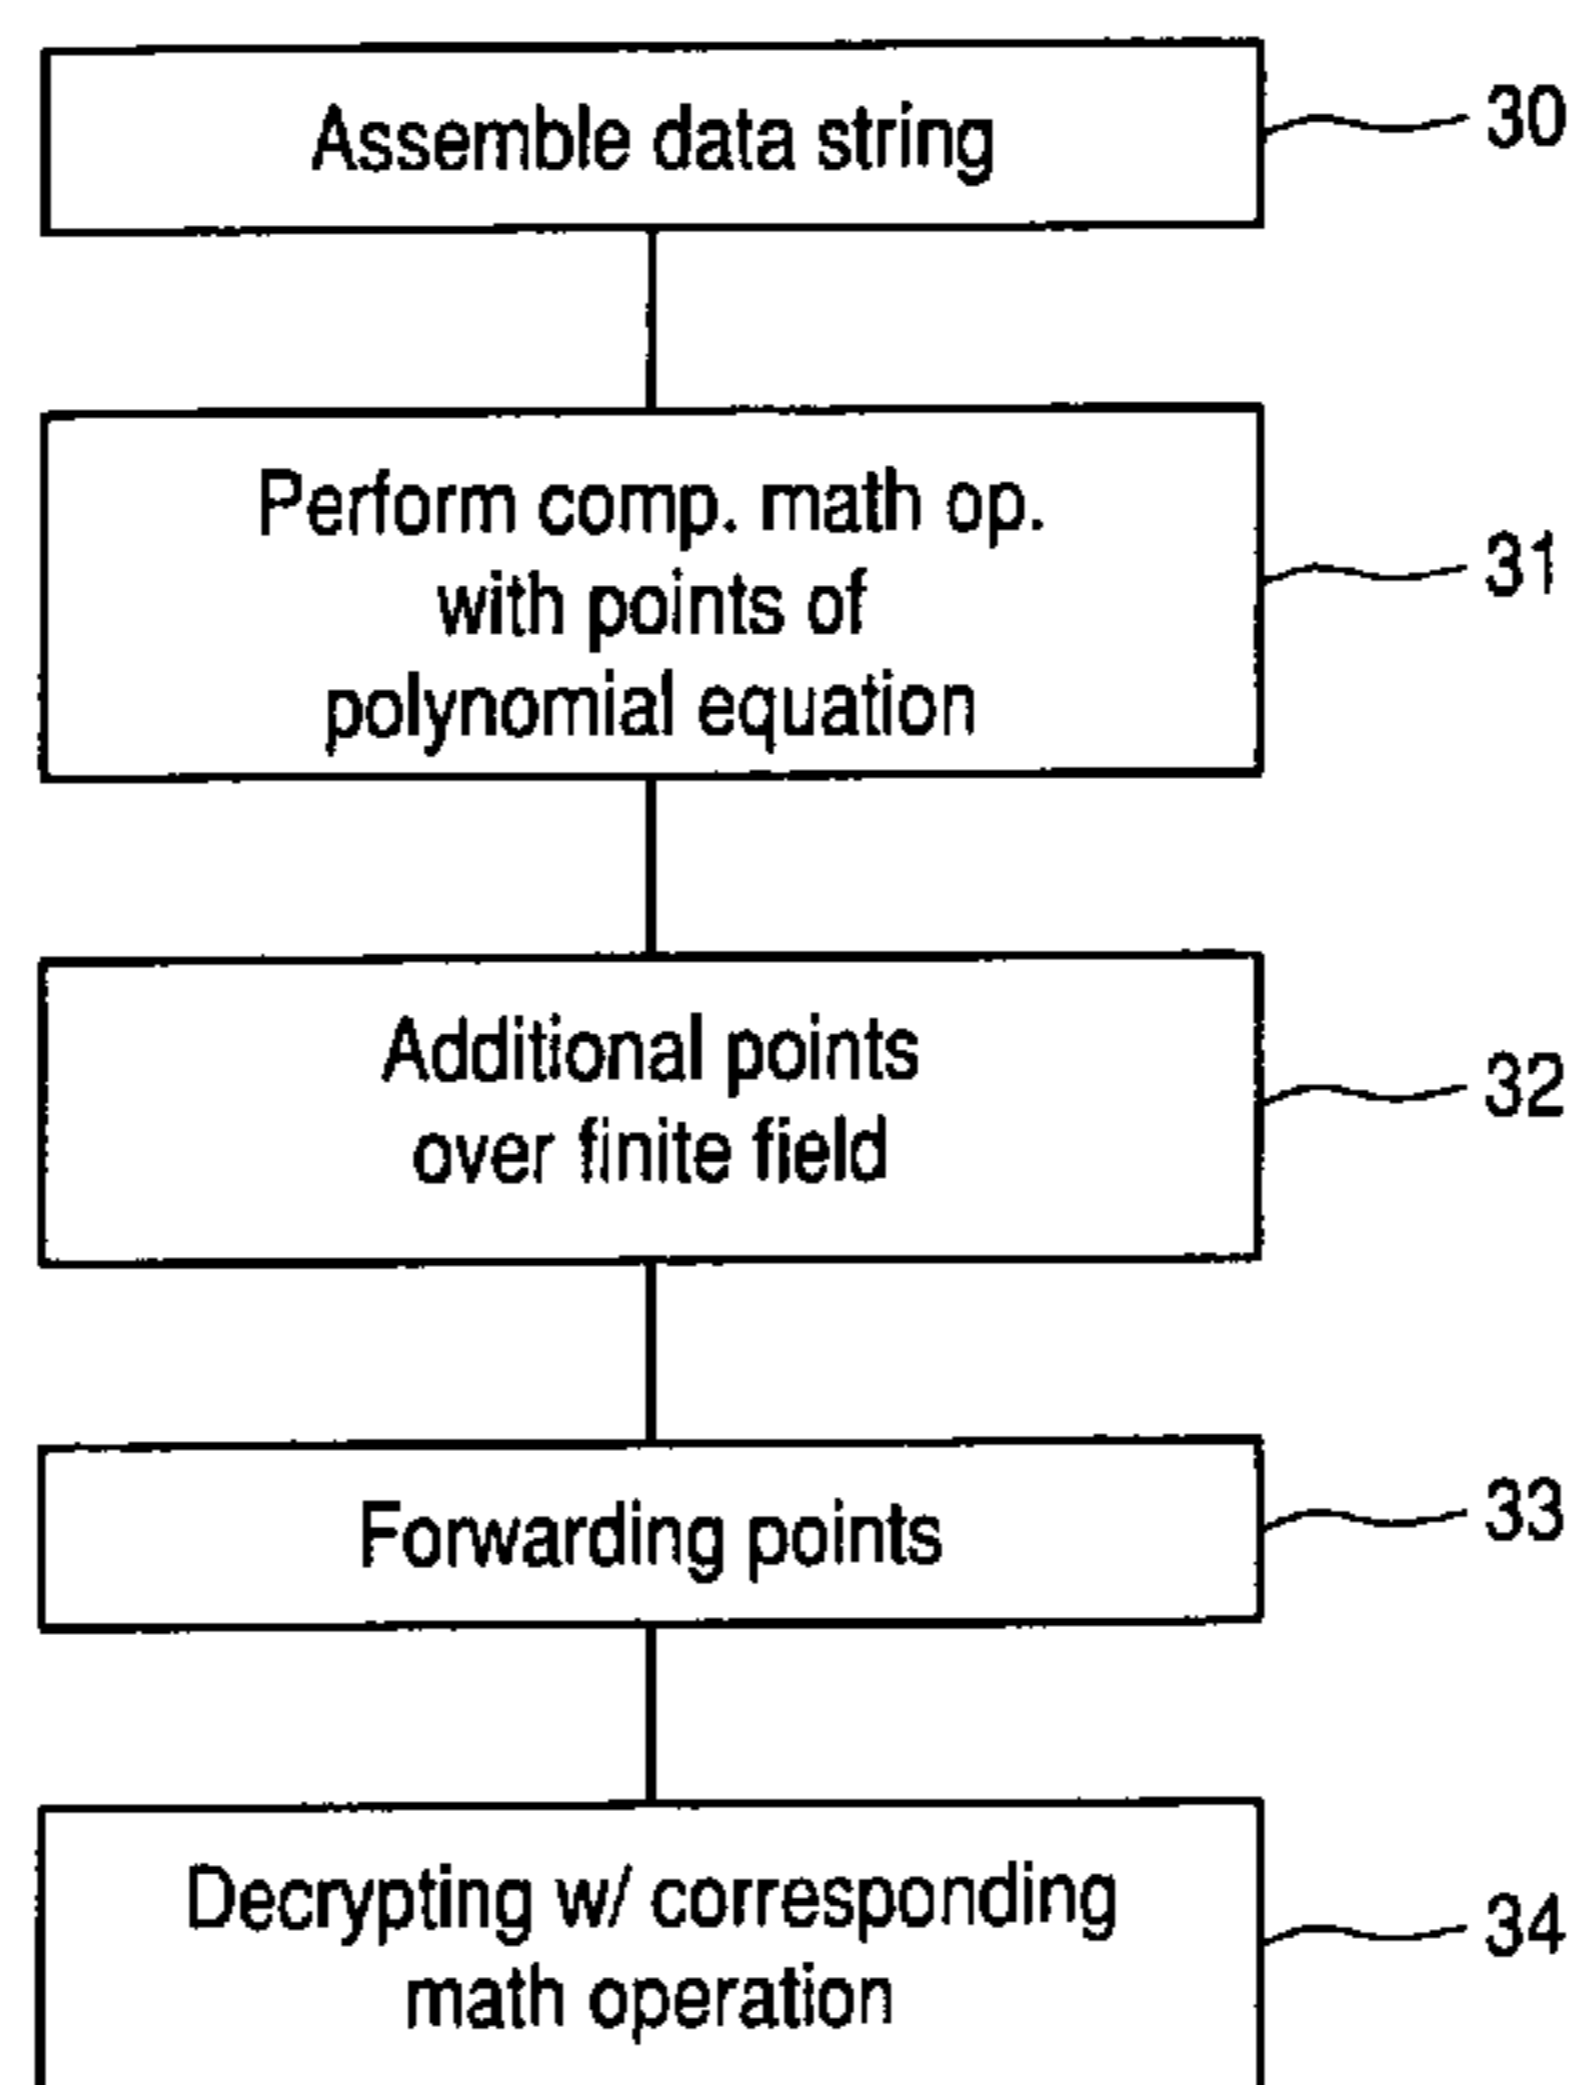 Assemble data string
30
Perform comp. math op.
with points of
polynomial equation
31
Additional points
over finite field
32
Forwarding points
33
Decrypting w/ corresponding
math operation
34